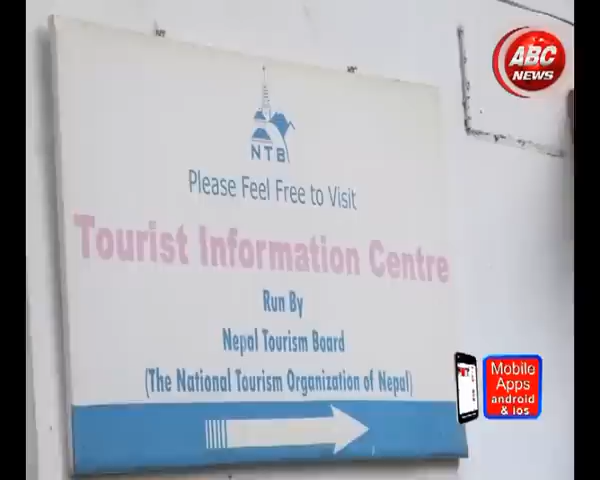 ABC
NEWS
NTB
Please Feel Free to Visit
Tourist Information Centre
Run By
Nepal Tourism Board
(The National Tourism Organization of Nepal)
Mobile
Apps
android
& ios